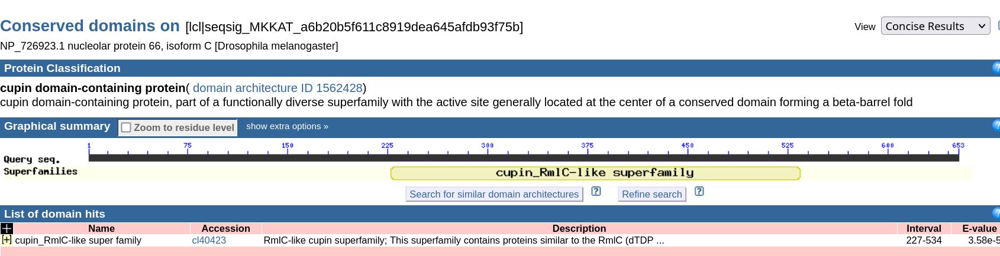 Conserved domains on [lcl|seqsig_MKKAT_a6b20b5f611c8919dea645afdb93f75b]
View Concise Results
NP_726923.1 nucleolar protein 66, isoform C [Drosophila melanogaster]
Protein Classification ?
cupin domain-containing protein( domain architecture ID 1562428)
cupin domain-containing protein, part of a functionally diverse superfamily with the active site generally located at the center of a conserved domain forming a beta-barrel fold
Graphical summary Zoom to residue level show extra options » ?
1 75 150 225 300 375 450 525 600 653
Query seq.
Superfamilies cupin_RmlC-like superfamily
Search for similar domain architectures ? Refine search ?
List of domain hits ?
+ Name Accession Description Interval E-value
[+] cupin_RmlC-like super family cl40423 RmlC-like cupin superfamily; This superfamily contains proteins similar to the RmlC (dTDP ... 227-534 3.58e-5